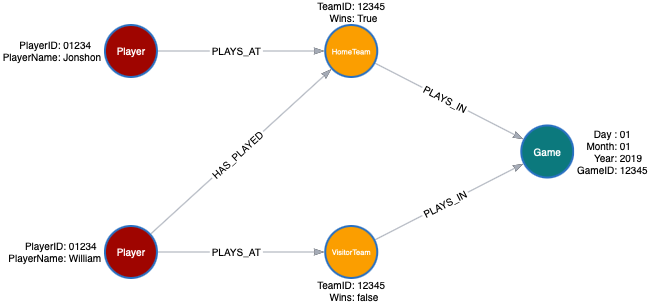 TeamID: 12345
Wins: True
PlayerID: 01234
PlayerName: Jonshon
Player
PLAYS_AT
HomeTeam
PLAYS_IN
HAS_PLAYED
Game
Day : 01
Month: 01
Year: 2019
GameID: 12345
PLAYS_IN
PlayerID: 01234
PlayerName: William
Player
PLAYS_AT
VisitorTeam
TeamID: 12345
Wins: false